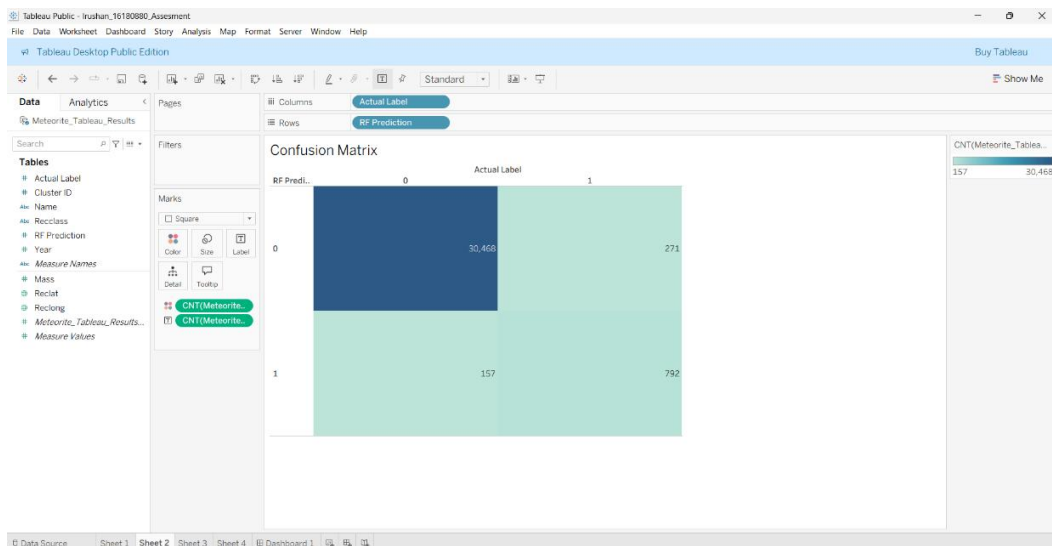 Tableau Public - Irushan_16180880_Assesment
File Data Worksheet Dashboard Story Analysis Map Format Server Window Help
Tableau Desktop Public Edition
Buy Tableau
Standard
Show Me
Data Analytics
Pages
Columns
Actual Label
Meteorite_Tableau_Results
Rows
RF Prediction
Search
Filters
Tables
Actual Label
Cluster ID
Abc Name
Abc Recclass
RF Prediction
Year
Abc Measure Names
Mass
Reclat
Reclong
Meteorite_Tableau_Results...
Measure Values
Marks
Square
Color Size Label
Detail Tooltip
CNT(Meteorite..
CNT(Meteorite..
Confusion Matrix
Actual Label
RF Predi.. 0 1
0 30,468 271
1 157 792
CNT(Meteorite_Tablea...
157 30,468
Data Source Sheet 1 Sheet 2 Sheet 3 Sheet 4 Dashboard 1